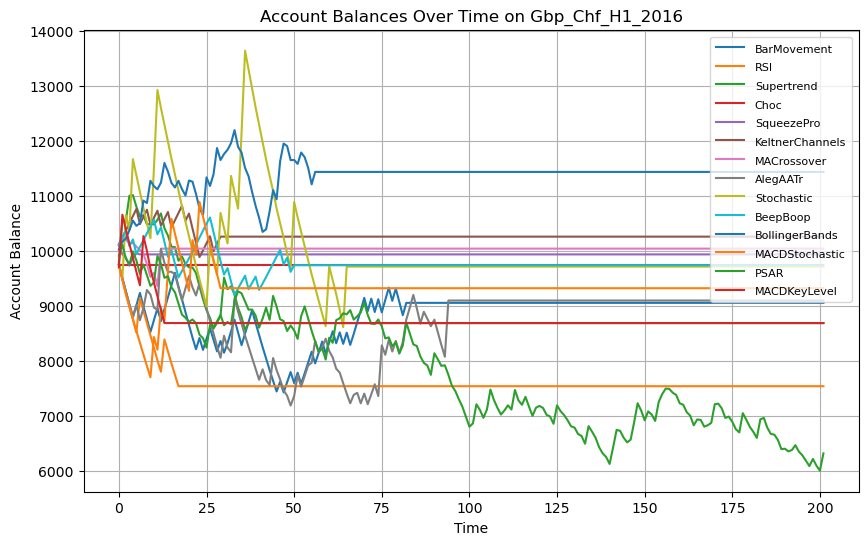 Account Balances Over Time on Gbp_Chf_H1_2016
14000
13000
12000
11000
10000
9000
8000
7000
6000
Account Balance
0 25 50 75 100 125 150 175 200
Time
BarMovement
RSI
Supertrend
Choc
SqueezePro
KeltnerChannels
MACrossover
AlegAATr
Stochastic
BeepBoop
BollingerBands
MACDStochastic
PSAR
MACDKeyLevel